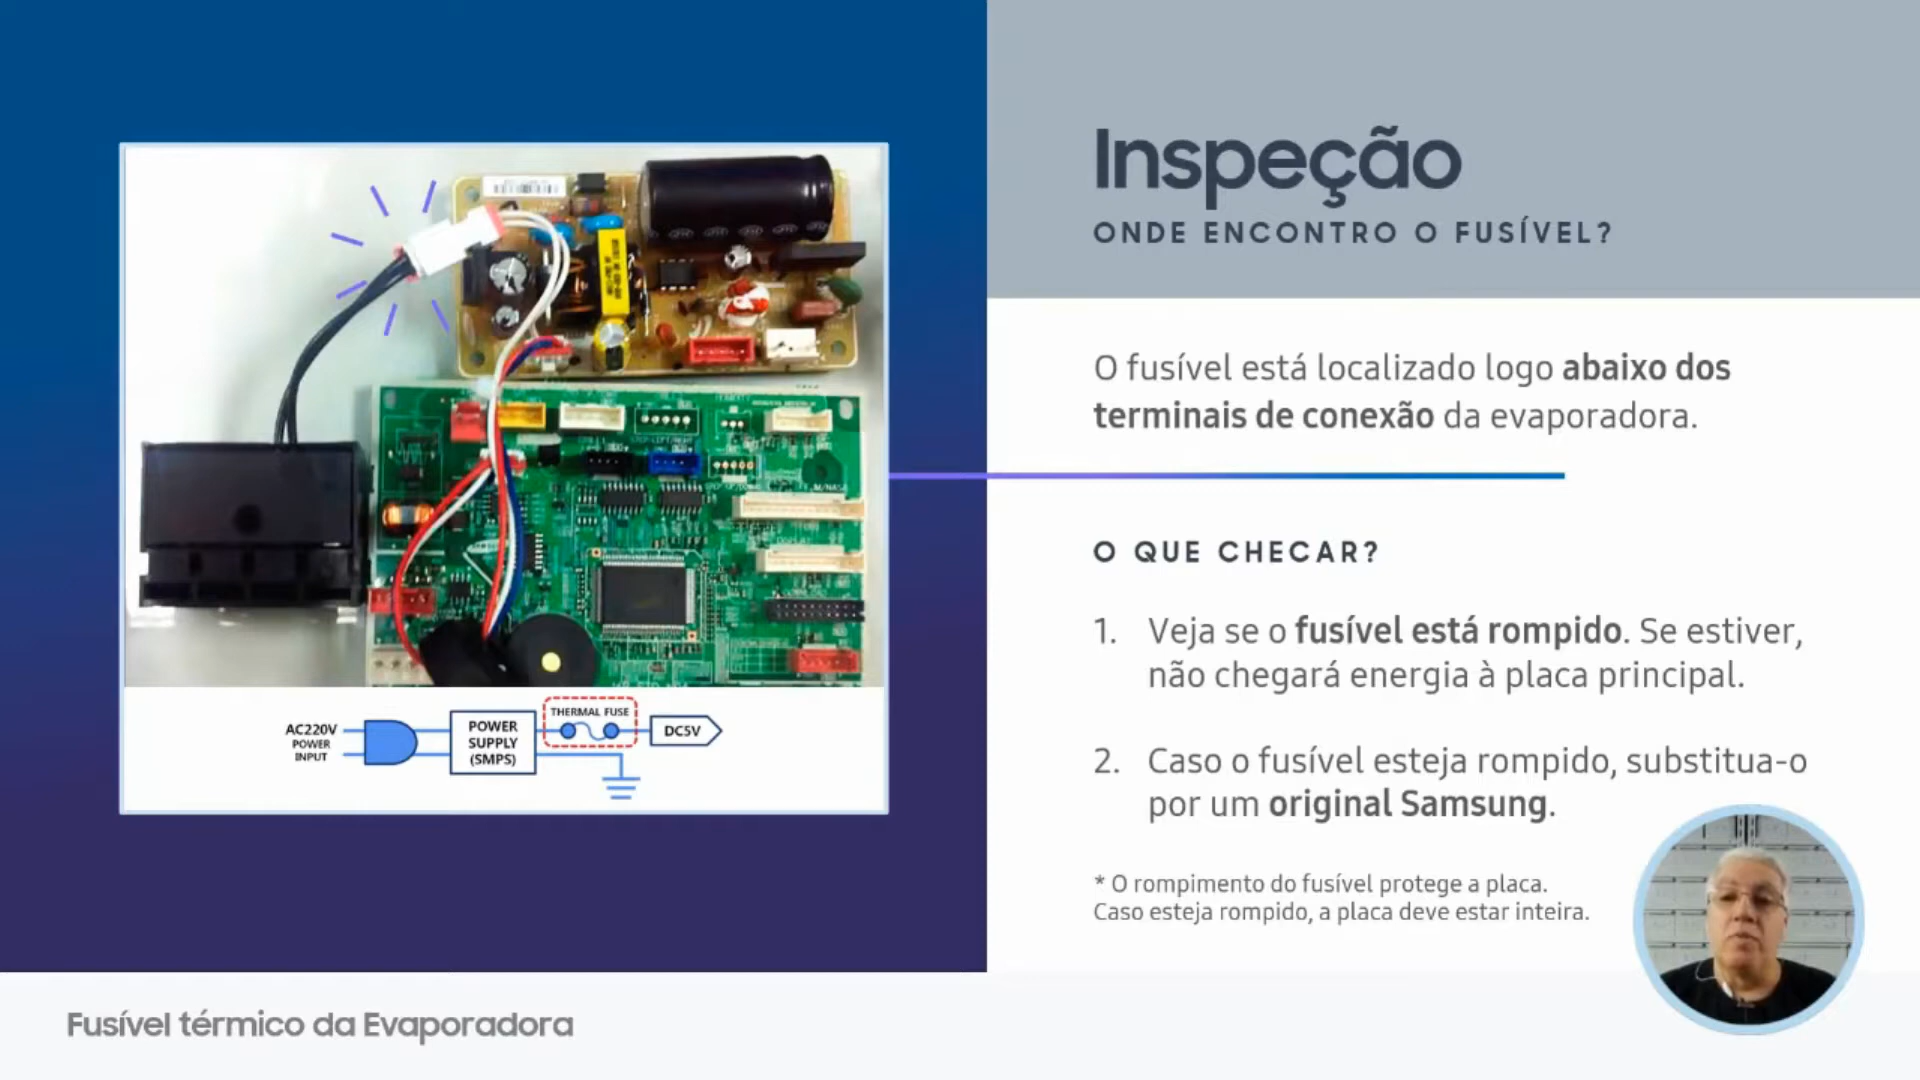 Inspeção
ONDE ENCONTRO O FUSÍVEL?
O fusível está localizado logo abaixo dos
terminais de conexão da evaporadora.
O QUE CHECAR?
1. Veja se o fusível está rompido. Se estiver,
não chegará energia à placa principal.
2. Caso o fusível esteja rompido, substitua-o
por um original Samsung.
* O rompimento do fusível protege a placa.
Caso esteja rompido, a placa deve estar inteira.
AC220V
POWER
INPUT
POWER
SUPPLY
(SMPS)
THERMAL FUSE
DC5V
Fusível térmico da Evaporadora